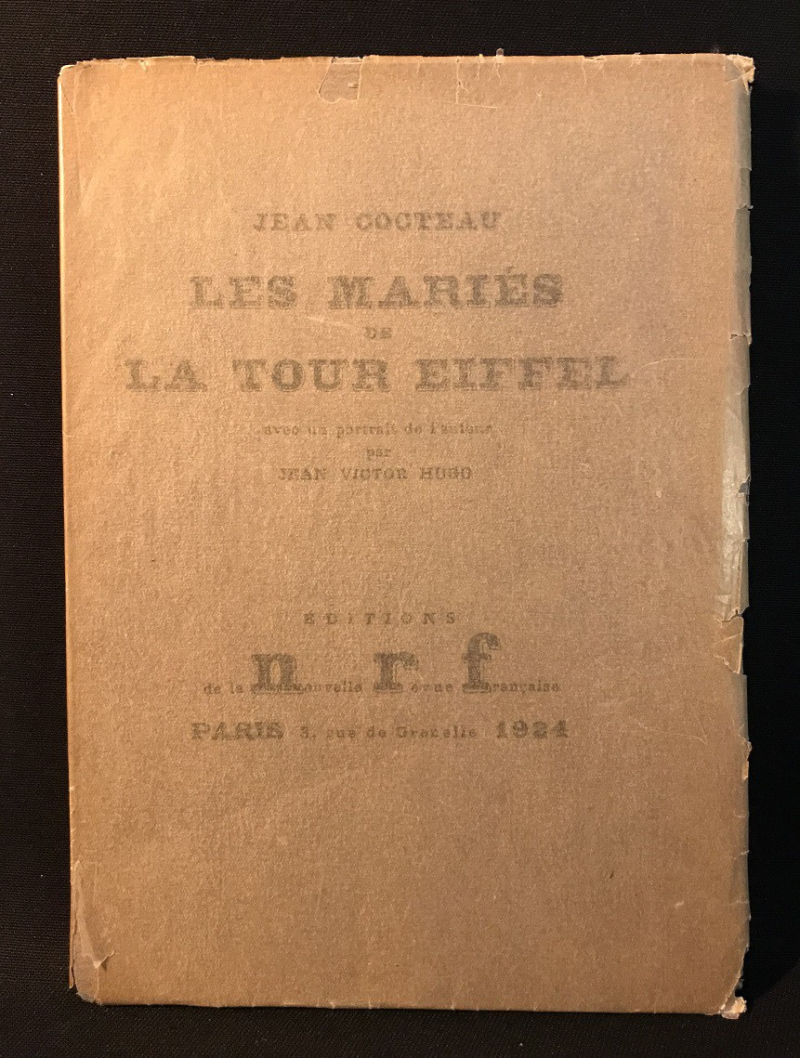 JEAN COCTEAU
LES MARIÉS
DE
LA TOUR EIFFEL
avec un portrait de l'auteur
par
JEAN VICTOR HUGO
ÉDITIONS
nrf
de la nouvelle revue française
PARIS 3, rue de Grenelle 1924